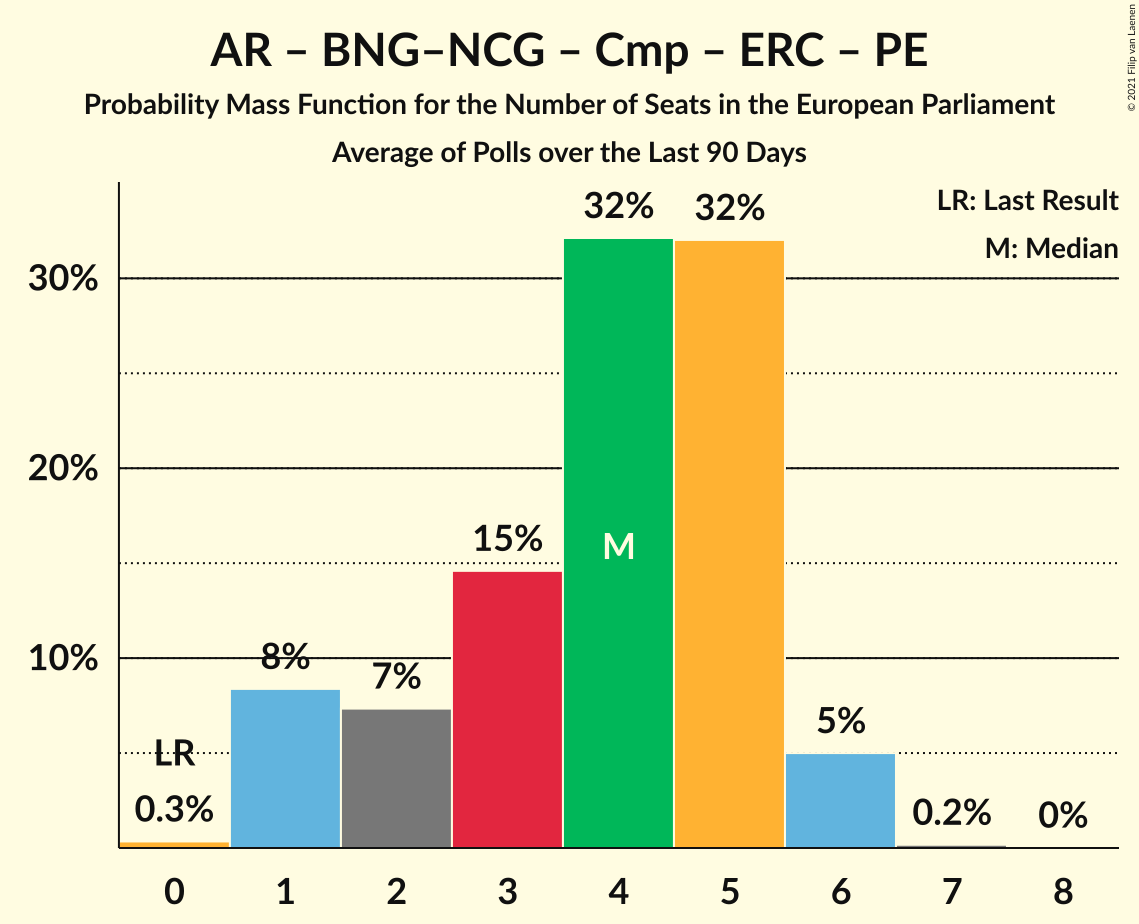 AR – BNG–NCG – Cmp – ERC – PE
Probability Mass Function for the Number of Seats in the European Parliament
Average of Polls over the Last 90 Days
© 2021 Filip van Laenen
LR: Last Result
M: Median
30%
20%
10%
LR
0.3%
8%
7%
15%
32%
M
32%
5%
0.2%
0%
0 1 2 3 4 5 6 7 8